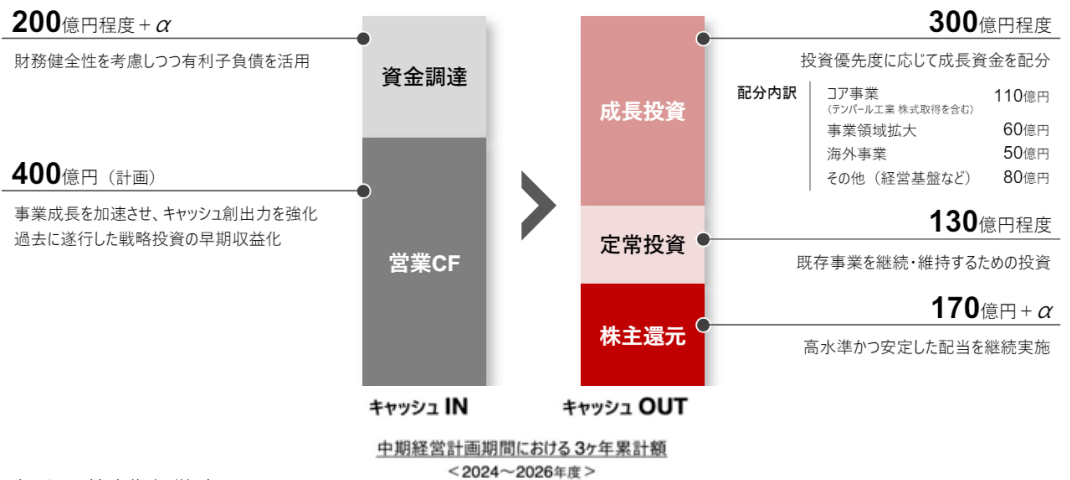 200億円程度+α
財務健全性を考慮しつつ有利子負債を活用
400億円（計画）
事業成長を加速させ、キャッシュ創出力を強化
過去に遂行した戦略投資の早期収益化
資金調達
営業CF
キャッシュ IN
成長投資
定常投資
株主還元
キャッシュ OUT
300億円程度
投資優先度に応じて成長資金を配分
配分内訳
コア事業 110億円
（テンパール工業 株式取得を含む）
事業領域拡大 60億円
海外事業 50億円
その他（経営基盤など） 80億円
130億円程度
既存事業を継続・維持するための投資
170億円+α
高水準かつ安定した配当を継続実施
中期経営計画期間における3ヶ年累計額
＜2024～2026年度＞